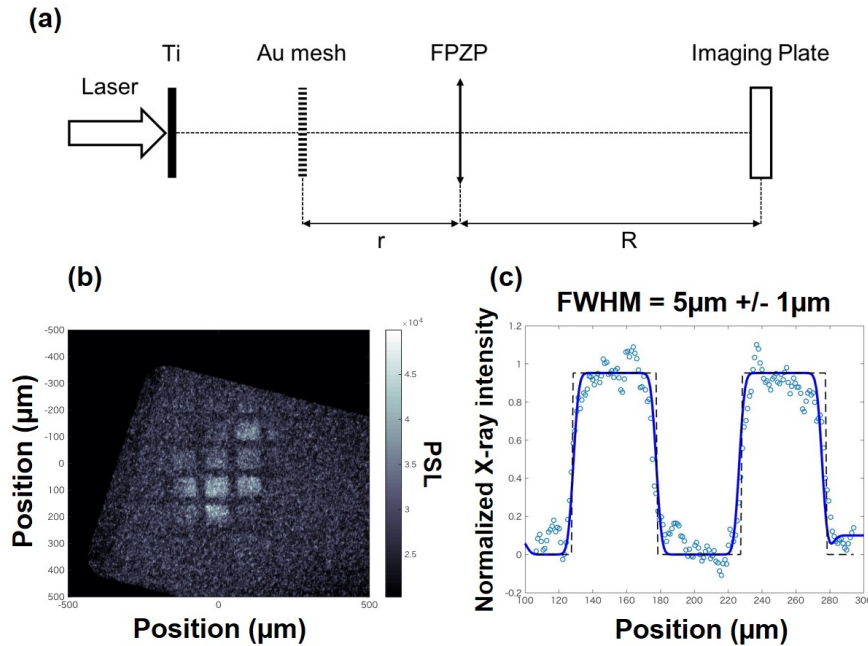 (a)
Ti
Au mesh
FPZP
Imaging Plate
Laser
r
R
(b)
(c)
FWHM = 5μm +/- 1μm
×10⁴
-500
-400
-300
-200
-100
0
100
200
300
400
500
-500
0
500
Position (μm)
Position (μm)
5
4.5
4
3.5
3
2.5
PSL
1.2
1
0.8
0.6
0.4
0.2
0
-0.2
100
120
140
160
180
200
220
240
260
280
300
Normalized X-ray intensity
Position (μm)